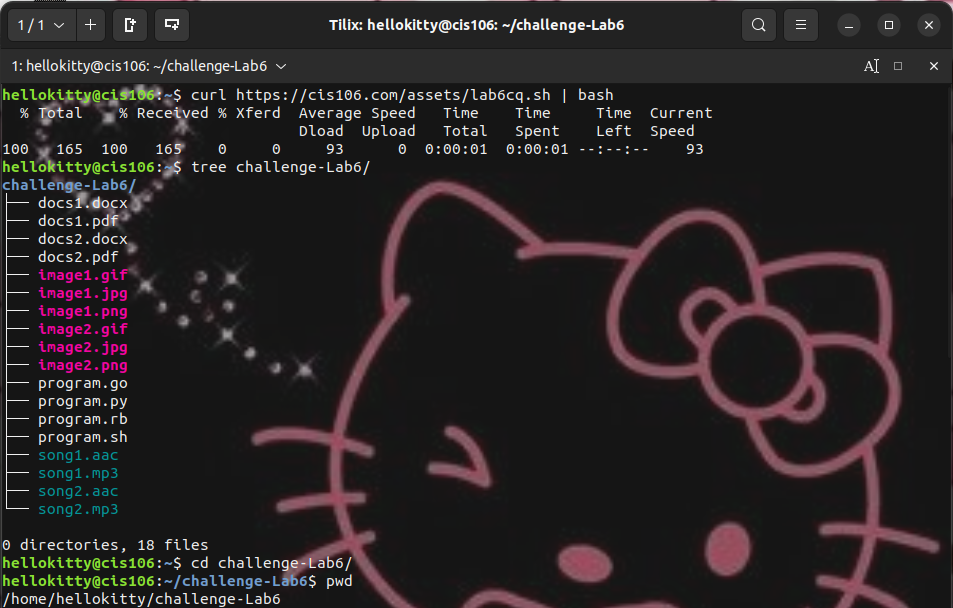 1 / 1
Tilix: hellokitty@cis106: ~/challenge-Lab6
1: hellokitty@cis106: ~/challenge-Lab6
hellokitty@cis106:~$ curl https://cis106.com/assets/lab6cq.sh | bash
  % Total    % Received % Xferd  Average Speed   Time    Time     Time  Current
                                 Dload  Upload   Total   Spent    Left  Speed
100   165  100   165    0     0     93      0  0:00:01  0:00:01 --:--:--    93
hellokitty@cis106:~$ tree challenge-Lab6/
challenge-Lab6/
├── docs1.docx
├── docs1.pdf
├── docs2.docx
├── docs2.pdf
├── image1.gif
├── image1.jpg
├── image1.png
├── image2.gif
├── image2.jpg
├── image2.png
├── program.go
├── program.py
├── program.rb
├── program.sh
├── song1.aac
├── song1.mp3
├── song2.aac
└── song2.mp3
0 directories, 18 files
hellokitty@cis106:~$ cd challenge-Lab6/
hellokitty@cis106:~/challenge-Lab6$ pwd
/home/hellokitty/challenge-Lab6